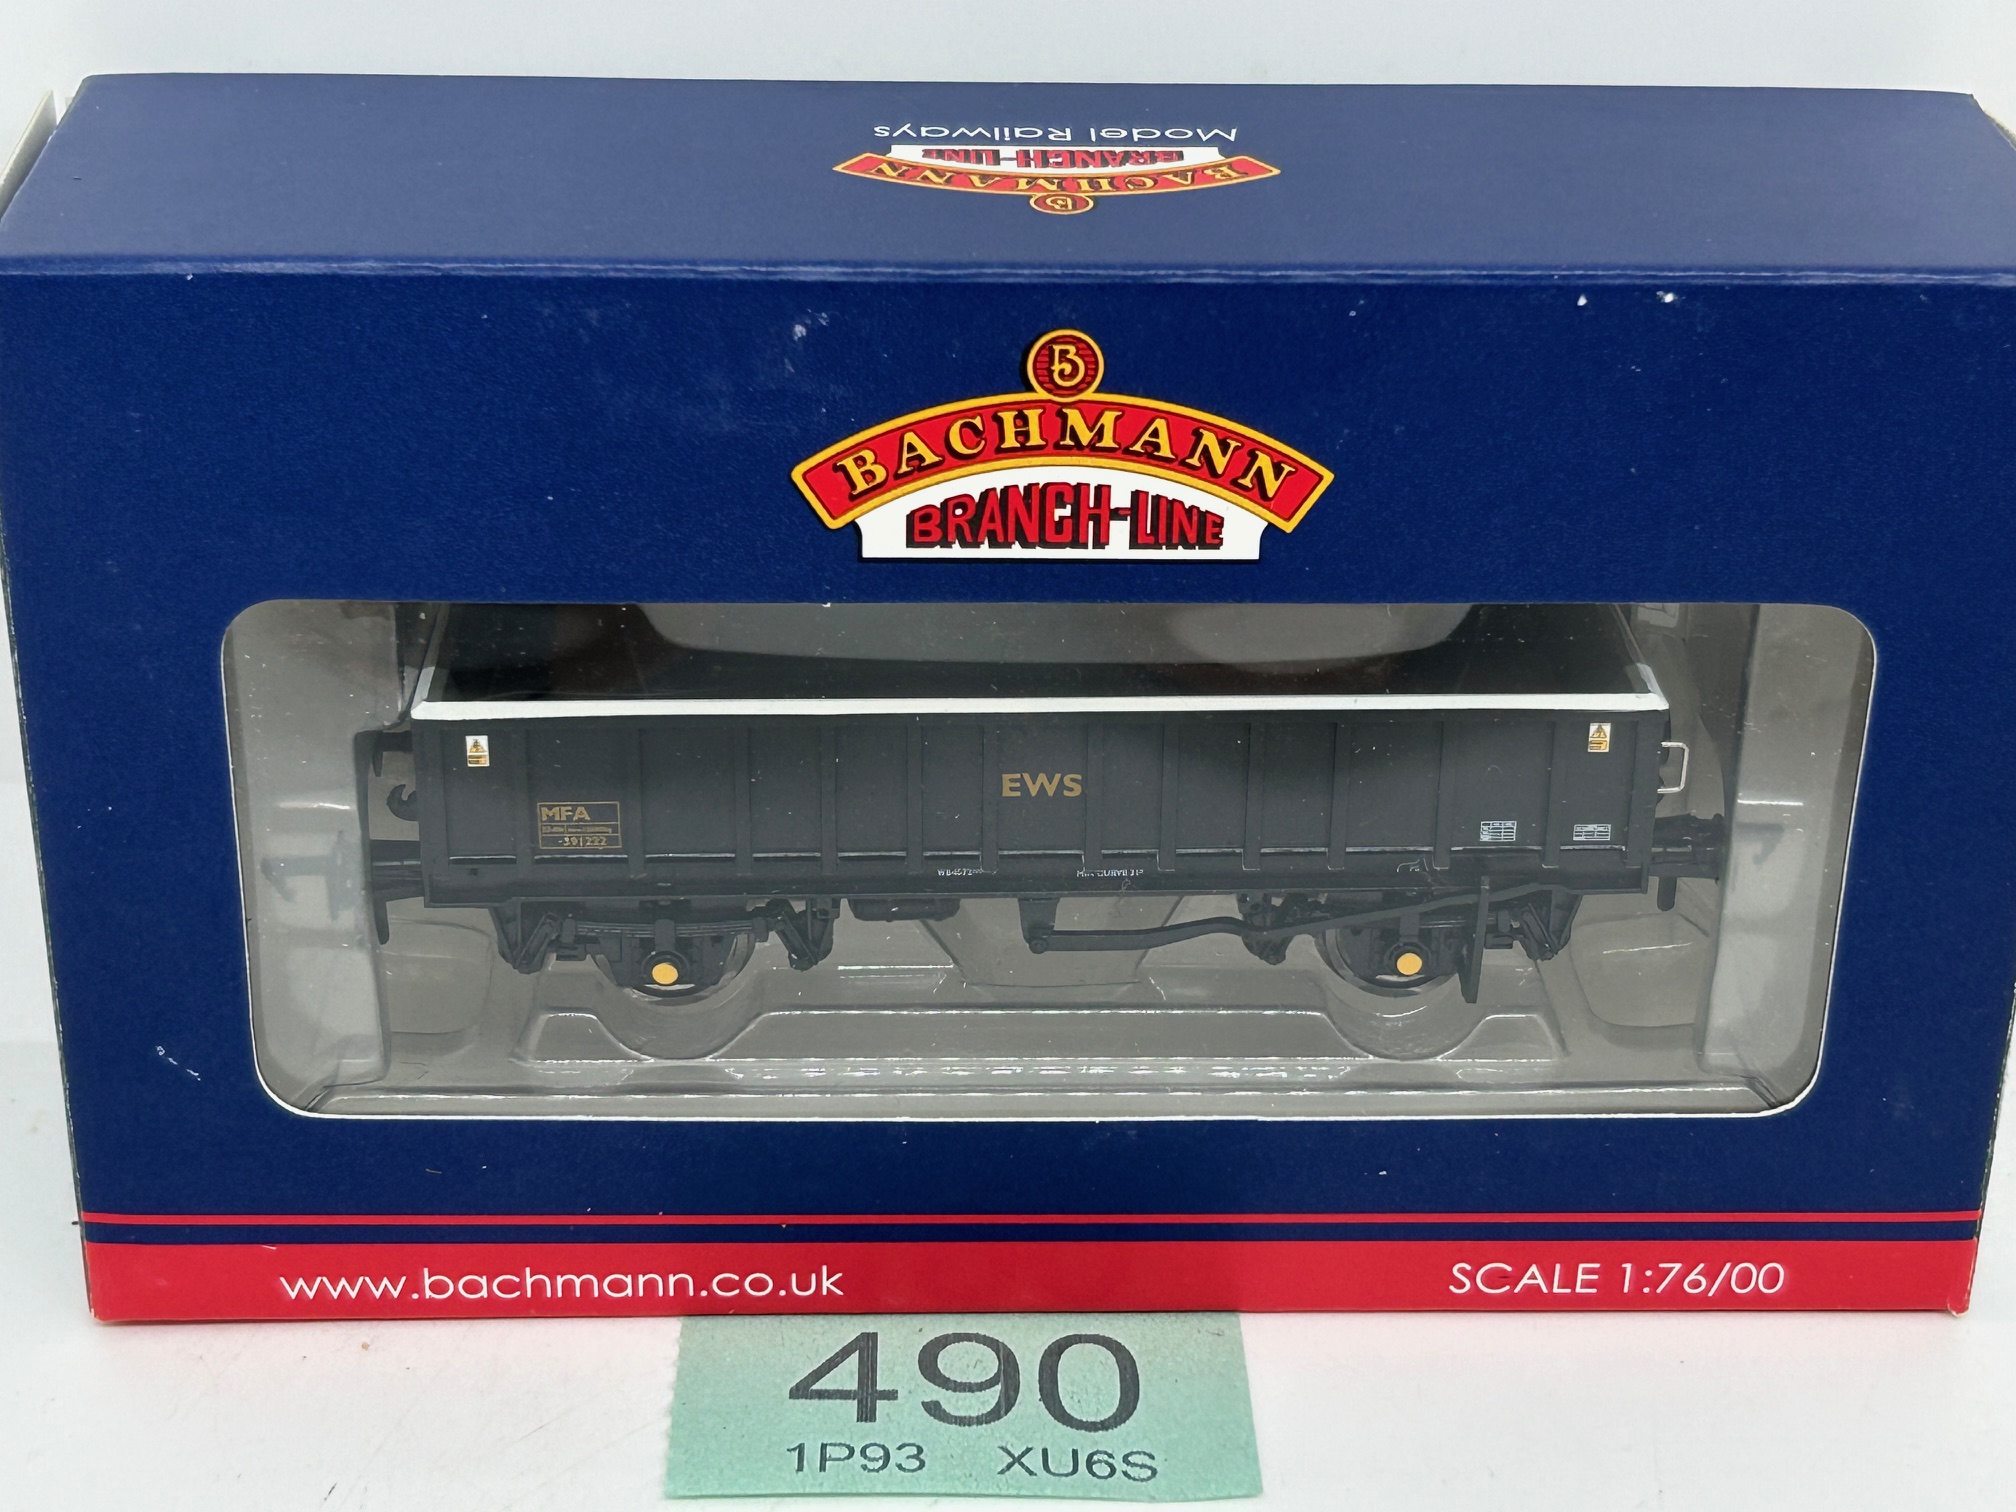 Model Railways
BRANCH-LINE
BACHMANN
B
B
BACHMANN
BRANCH-LINE
EWS
MFA
391222
www.bachmann.co.uk
SCALE 1:76/00
490
1P93 XU6S